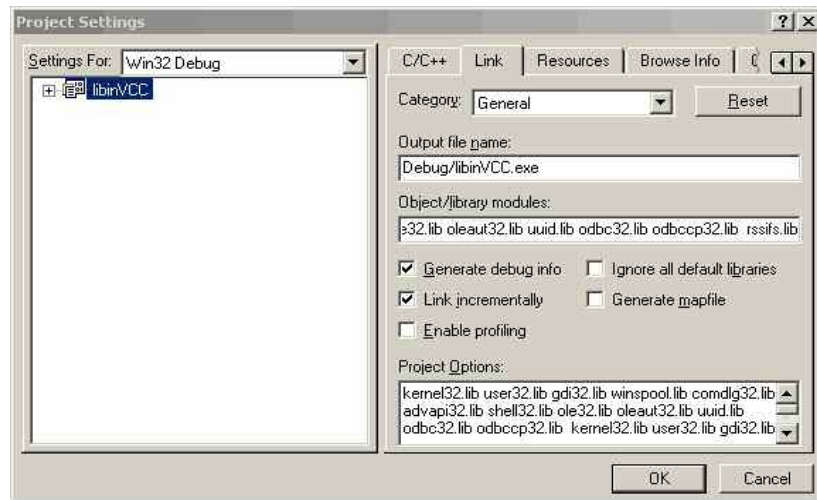 Project Settings
Settings For: Win32 Debug
libinVCC
C/C++ Link Resources Browse Info
Category: General Reset
Output file name:
Debug/libinVCC.exe
Object/library modules:
e32.lib oleaut32.lib uuid.lib odbc32.lib odbccp32.lib rssifs.lib
Generate debug info Ignore all default libraries
Link incrementally Generate mapfile
Enable profiling
Project Options:
kernel32.lib user32.lib gdi32.lib winspool.lib comdlg32.lib
advapi32.lib shell32.lib ole32.lib oleaut32.lib uuid.lib
odbc32.lib odbccp32.lib kernel32.lib user32.lib gdi32.lib
OK Cancel